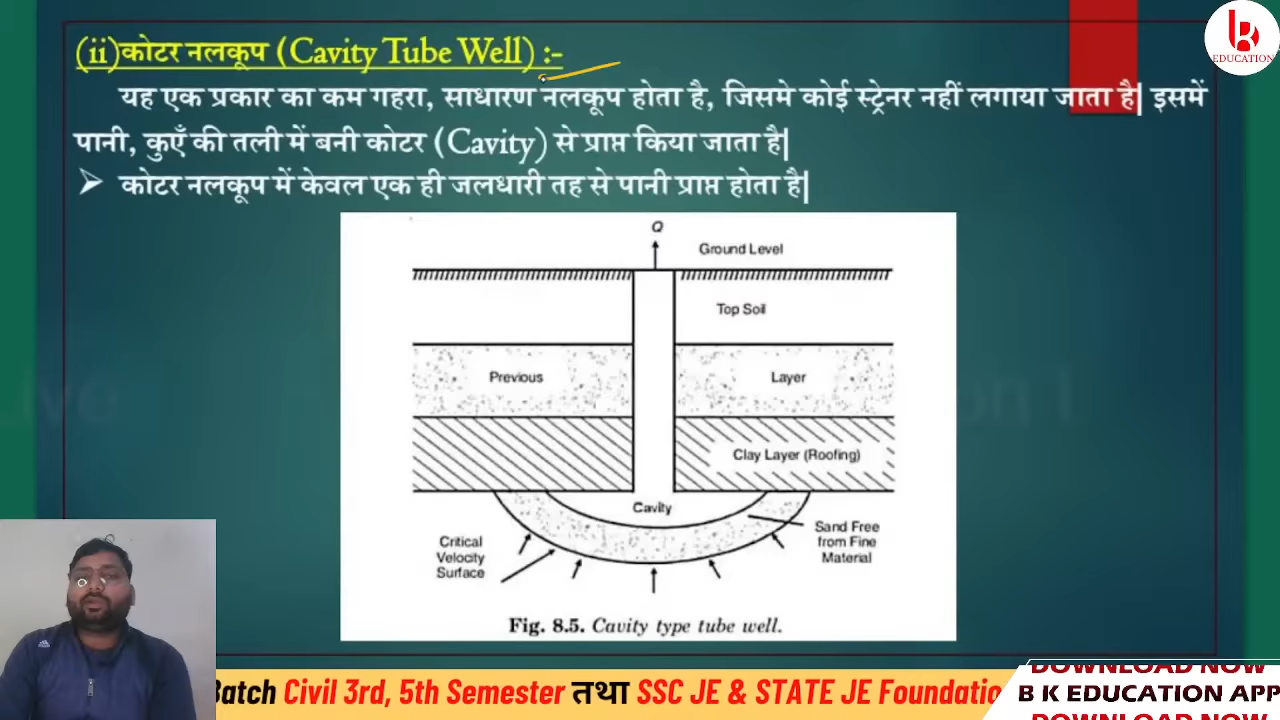 (ii)कोटर नलकूप (Cavity Tube Well) :-
यह एक प्रकार का कम गहरा, साधारण नलकूप होता है, जिसमे कोई स्ट्रेनर नहीं लगाया जाता है| इसमें
पानी, कुएँ की तली में बनी कोटर (Cavity) से प्राप्त किया जाता है|
➤ कोटर नलकूप में केवल एक ही जलधारी तह से पानी प्राप्त होता है|
Q
Ground Level
Top Soil
Previous
Layer
Clay Layer (Roofing)
Cavity
Critical
Velocity
Surface
Sand Free
from Fine
Material
Fig. 8.5. Cavity type tube well.
EDUCATION
Batch Civil 3rd, 5th Semester तथा SSC JE & STATE JE Foundatio
DOWNLOAD NOW
B K EDUCATION APP
DOWNLOAD NOW